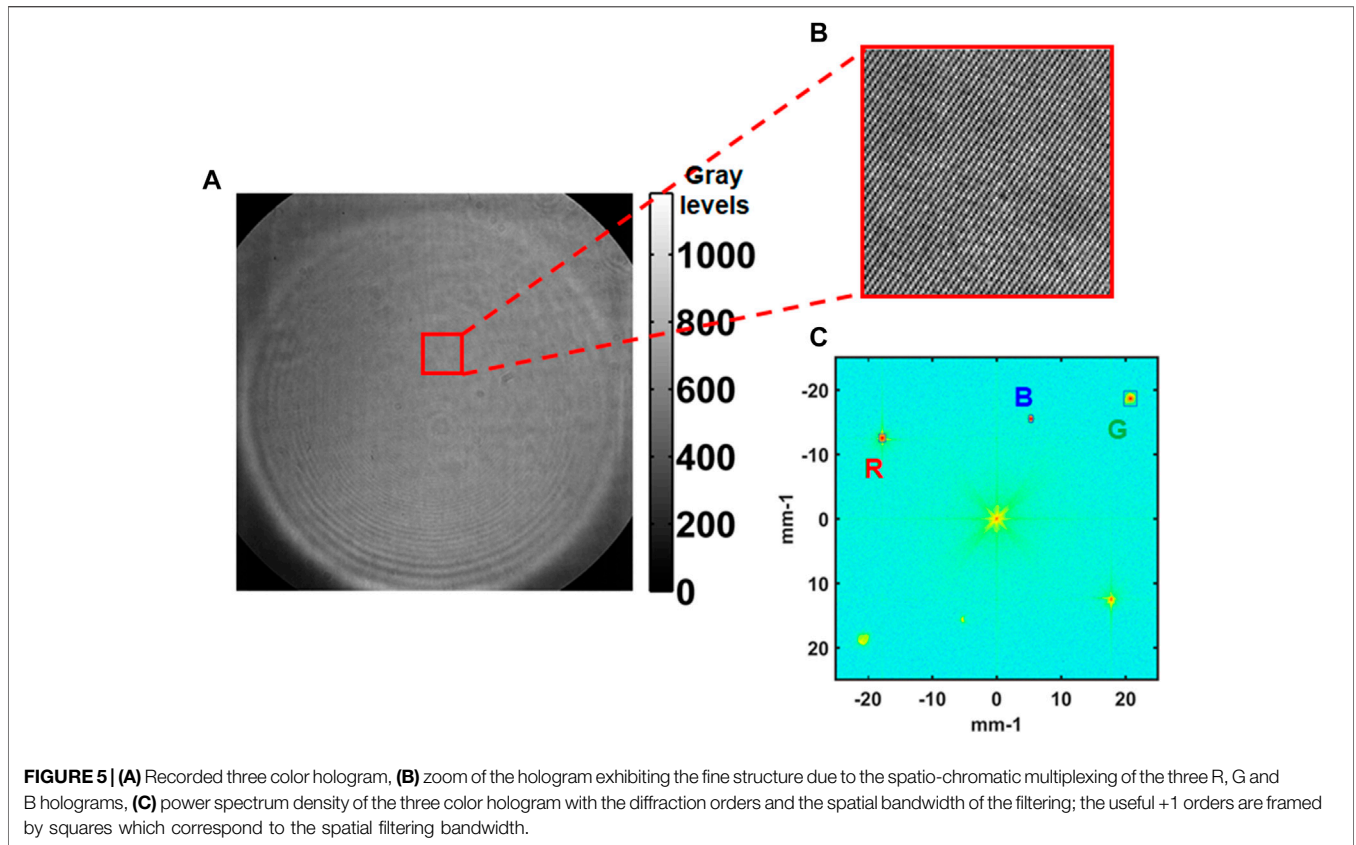 A
Gray
levels
1000
800
600
400
200
0
B
C
-20
-10
0
10
20
mm-1
B
G
R
-20
-10
0
10
20
mm-1
FIGURE 5 | (A) Recorded three color hologram, (B) zoom of the hologram exhibiting the fine structure due to the spatio-chromatic multiplexing of the three R, G and
B holograms, (C) power spectrum density of the three color hologram with the diffraction orders and the spatial bandwidth of the filtering; the useful +1 orders are framed
by squares which correspond to the spatial filtering bandwidth.